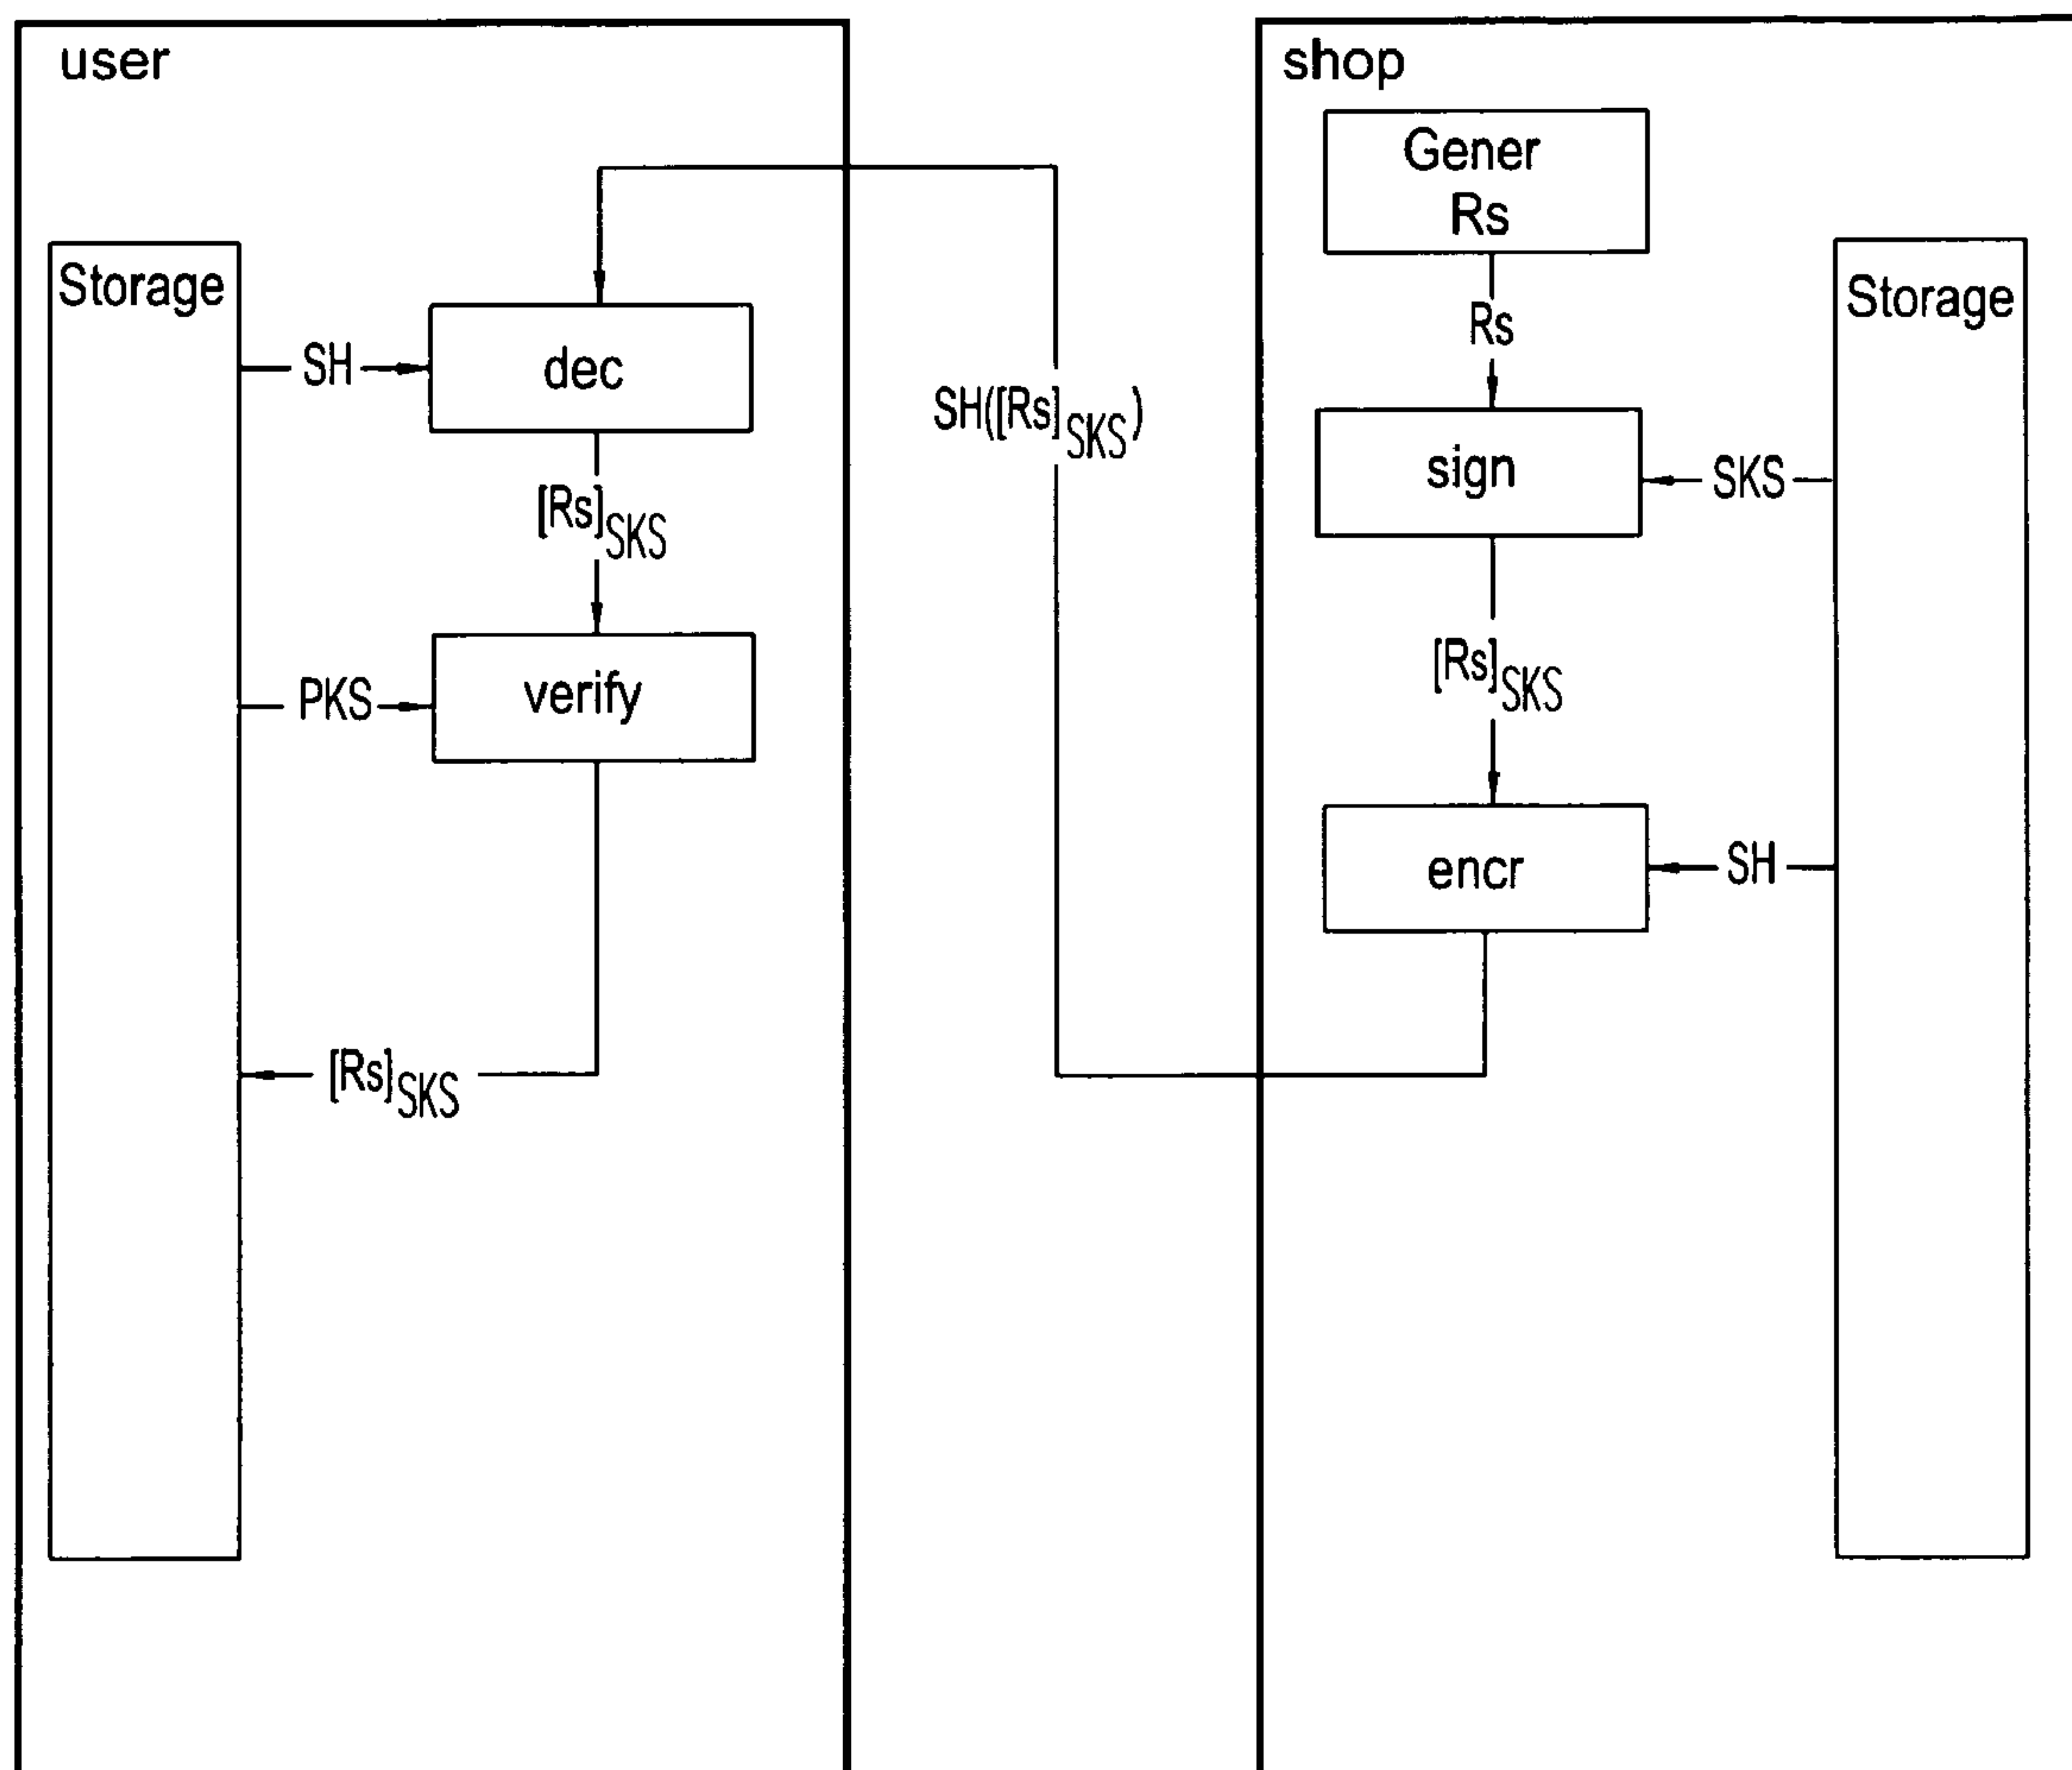 user
Storage
SH
dec
[Rs]SKS
PKS
verify
[Rs]SKS
SH([Rs]SKS)
shop
Gener
Rs
Rs
Storage
sign
SKS
[Rs]SKS
encr
SH